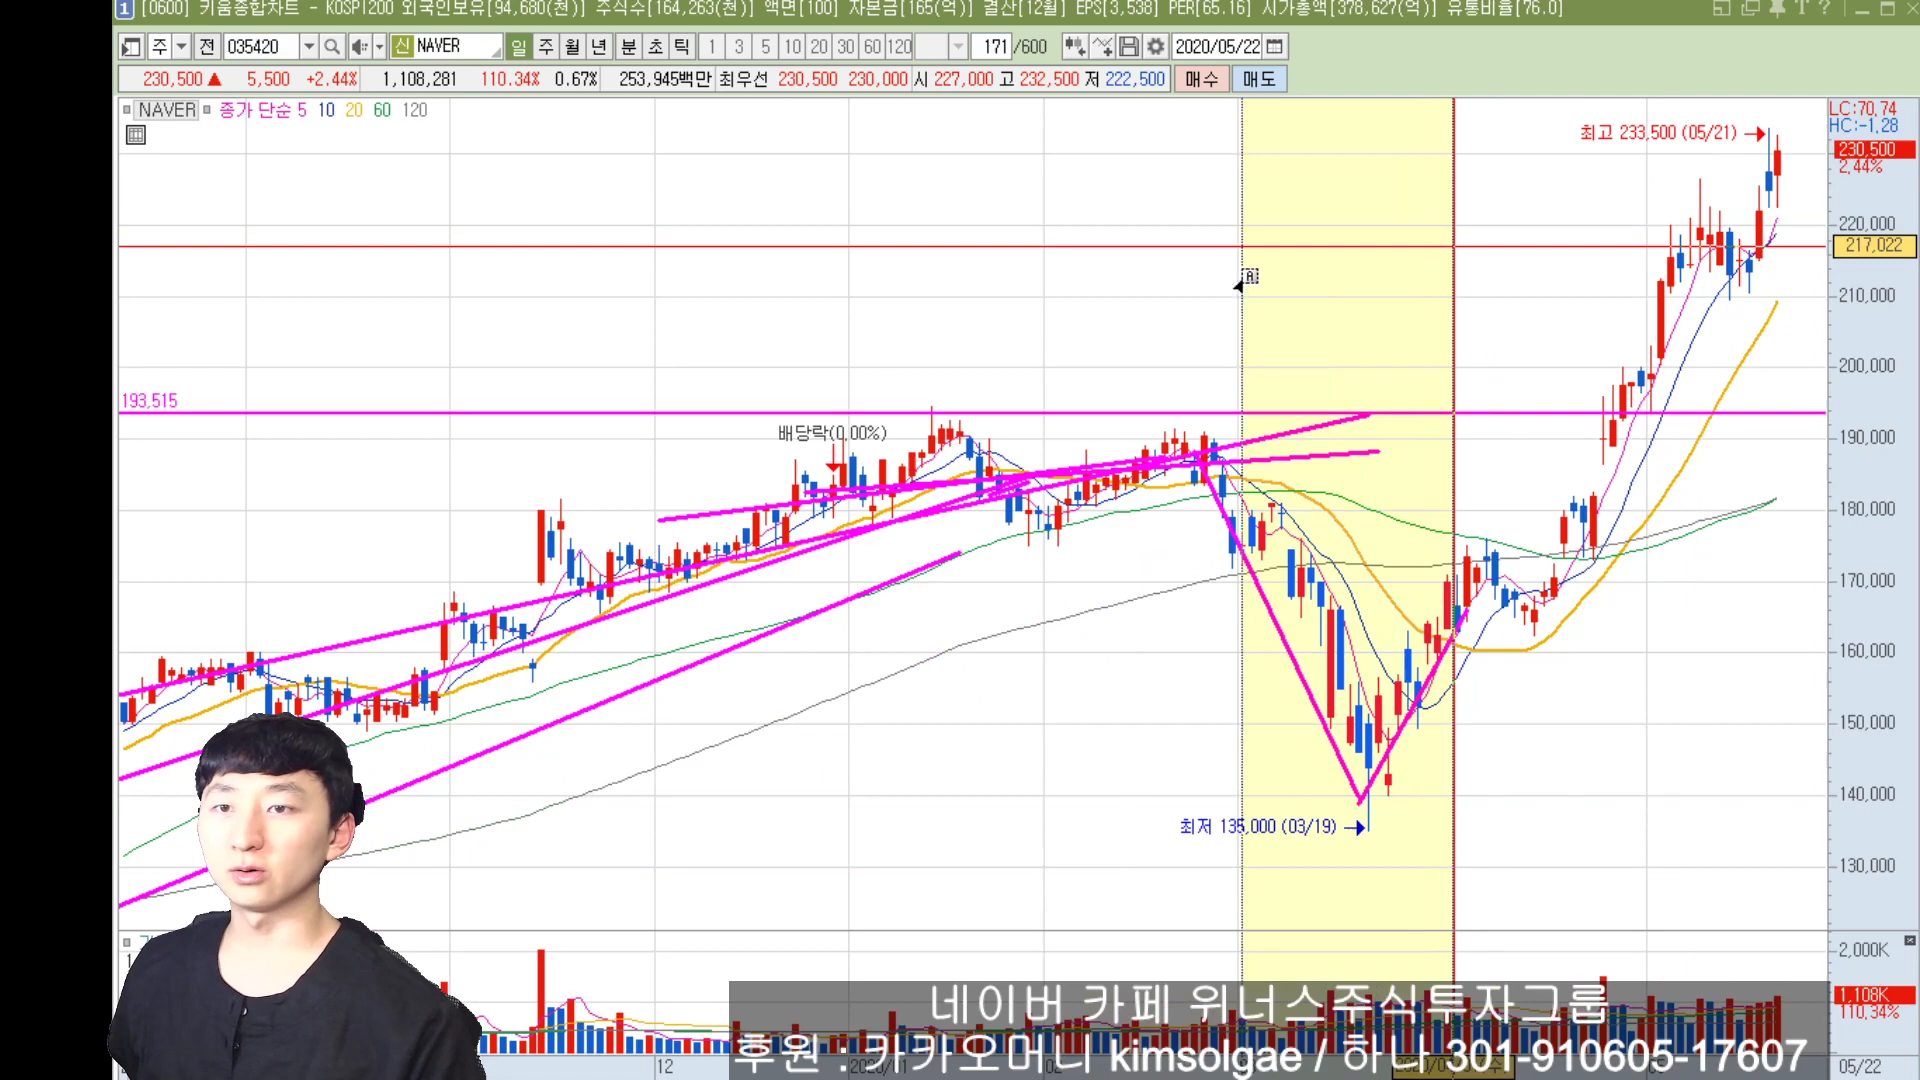 1 [0600] 키움종합차트 - KOSPI200 외국인보유[94,680(천)] 주식수[164,263(천)] 액면[100] 자본금[165(억)] 결산[12월] EPS[3,538] PER[65.16] 시가총액[378,627(억)] 유통비율[76.0]
주 전 035420 신 NAVER 일 주 월 년 분 초 틱 1 3 5 10 20 30 60 120 171 /600 2020/05/22
230,500 ▲ 5,500 +2.44% 1,108,281 110.34% 0.67% 253,945백만 최우선 230,500 230,000 시 227,000 고 232,500 저 222,500 매수 매도
NAVER 종가 단순 5 10 20 60 120
LC:70,74
HC:-1,28
최고 233,500 (05/21)
230,500
2,44%
220,000
217,022
210,000
200,000
193,515
190,000
배당락(0,00%)
180,000
170,000
160,000
150,000
140,000
최저 135,000 (03/19)
130,000
2,000K
1,108K
110,34%
네이버 카페 위너스주식투자그룹
후원 : 카카오머니 kimsolgae / 하나 301-910605-17607
12
05/22